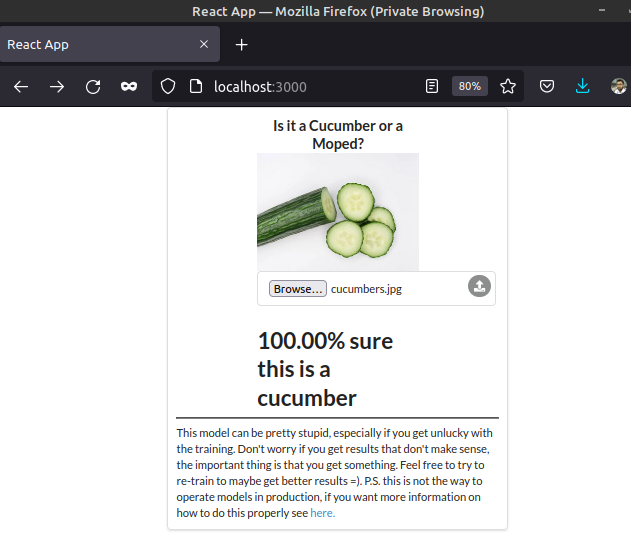 React App — Mozilla Firefox (Private Browsing)
React App
localhost:3000
80%
Is it a Cucumber or a
Moped?
Browse...
cucumbers.jpg
100.00% sure
this is a
cucumber
This model can be pretty stupid, especially if you get unlucky with
the training. Don't worry if you get results that don't make sense,
the important thing is that you get something. Feel free to try to
re-train to maybe get better results =). P.S. this is not the way to
operate models in production, if you want more information on
how to do this properly see here.